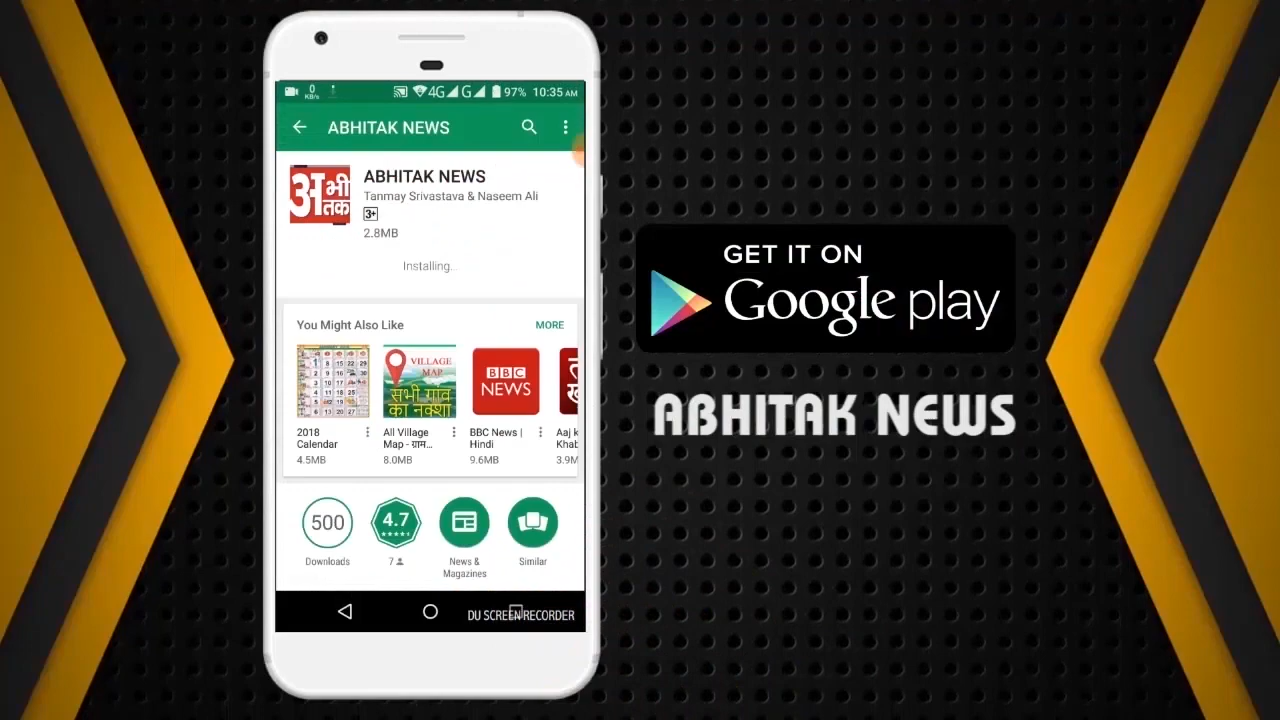 0
KB/s
4G G 97% 10:35 AM
ABHITAK NEWS
अभी
तक
ABHITAK NEWS
Tanmay Srivastava & Naseem Ali
3+
2.8MB
Installing...
You Might Also Like
MORE
VILLAGE
MAP
सभी गाव
का नक्शा
BBC
NEWS
2018
Calendar
4.5MB
All Village
Map - ग्राम...
8.0MB
BBC News |
Hindi
9.6MB
Aaj k
Khab
3.9M
500
Downloads
4.7
7
News &
Magazines
Similar
DU SCREEN RECORDER
GET IT ON
Google play
ABHITAK NEWS